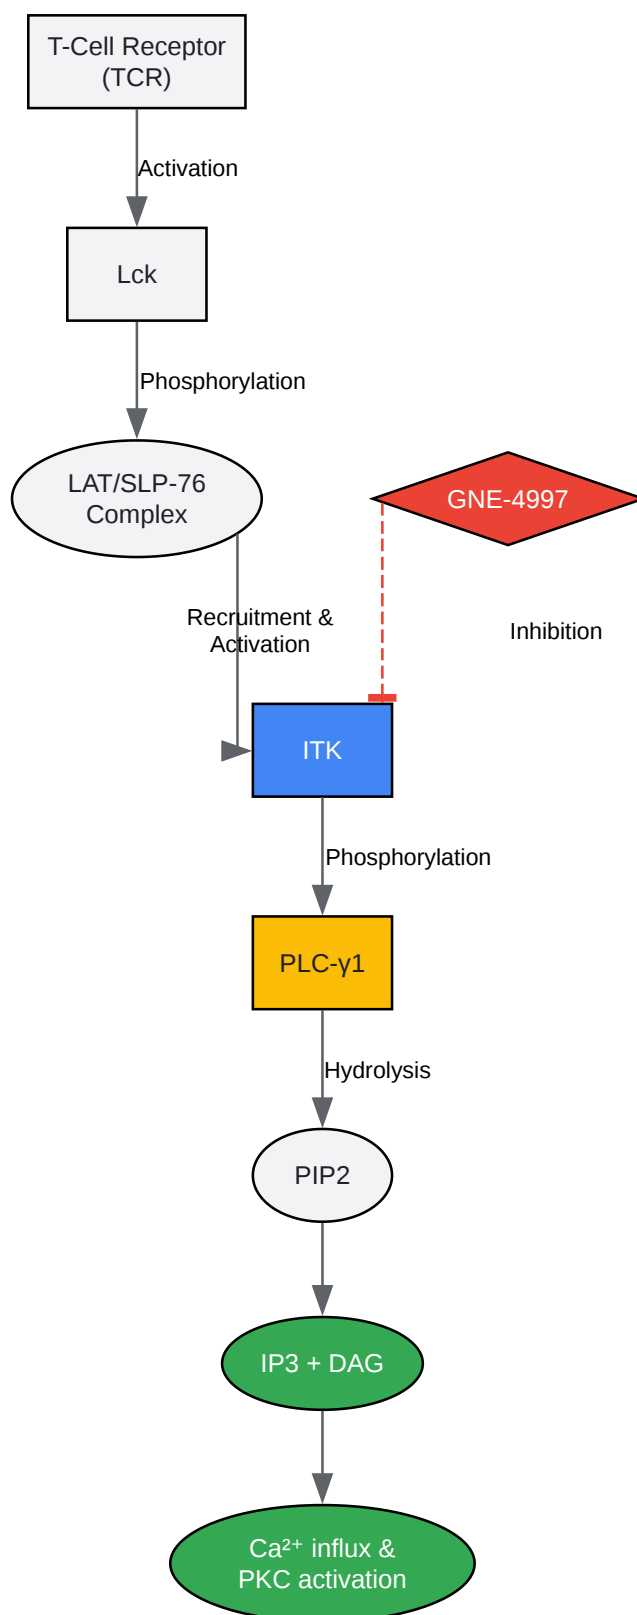 T-Cell Receptor
(TCR)
Activation
Lck
Phosphorylation
LAT/SLP-76
Complex
GNE-4997
Recruitment &
Activation
Inhibition
ITK
Phosphorylation
PLC-γ1
Hydrolysis
PIP2
IP3 + DAG
Ca²⁺ influx &
PKC activation